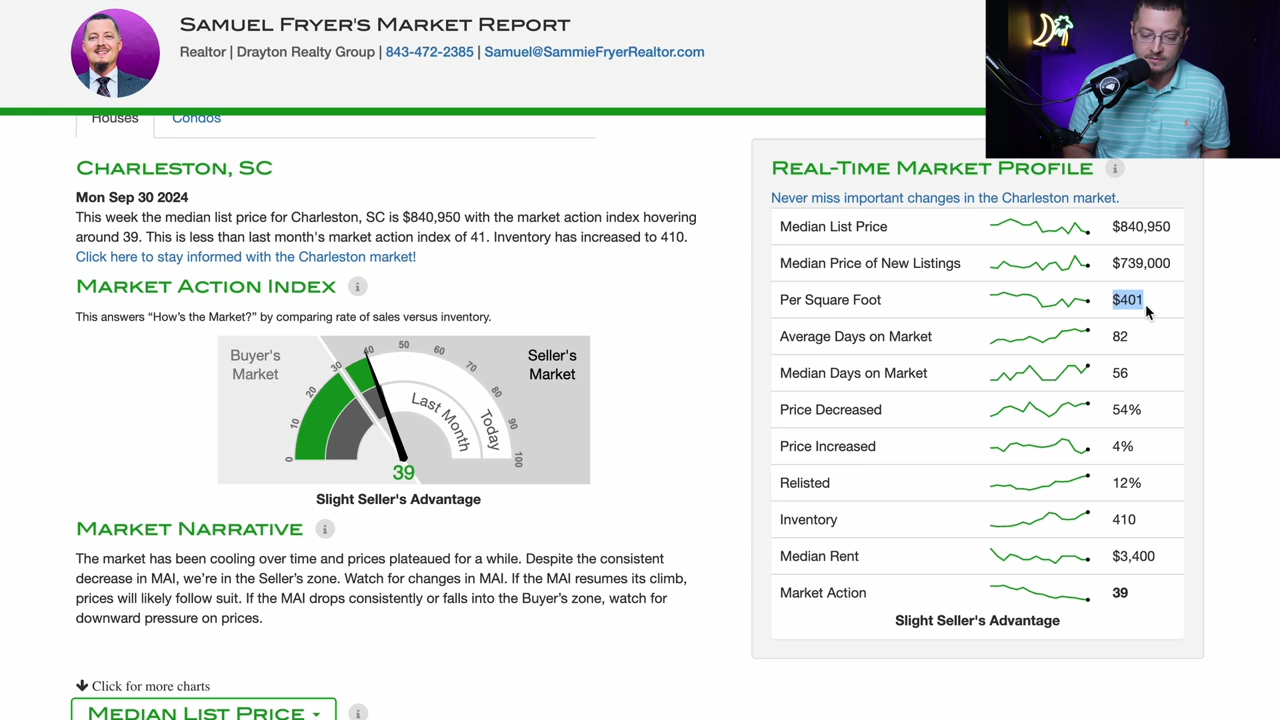 SAMUEL FRYER'S MARKET REPORT
Realtor | Drayton Realty Group | 843-472-2385 | Samuel@SammieFryerRealtor.com
Houses
Condos
CHARLESTON, SC
Mon Sep 30 2024
This week the median list price for Charleston, SC is $840,950 with the market action index hovering
around 39. This is less than last month's market action index of 41. Inventory has increased to 410.
Click here to stay informed with the Charleston market!
MARKET ACTION INDEX
This answers “How's the Market?” by comparing rate of sales versus inventory.
Buyer's
Market
Seller's
Market
0
10
20
30
40
50
60
70
80
90
100
Last Month
Today
39
Slight Seller's Advantage
MARKET NARRATIVE
The market has been cooling over time and prices plateaued for a while. Despite the consistent
decrease in MAI, we’re in the Seller’s zone. Watch for changes in MAI. If the MAI resumes its climb,
prices will likely follow suit. If the MAI drops consistently or falls into the Buyer’s zone, watch for
downward pressure on prices.
Click for more charts
MEDIAN LIST PRICE
REAL-TIME MARKET PROFILE
Never miss important changes in the Charleston market.
Median List Price $840,950
Median Price of New Listings $739,000
Per Square Foot $401
Average Days on Market 82
Median Days on Market 56
Price Decreased 54%
Price Increased 4%
Relisted 12%
Inventory 410
Median Rent $3,400
Market Action 39
Slight Seller's Advantage